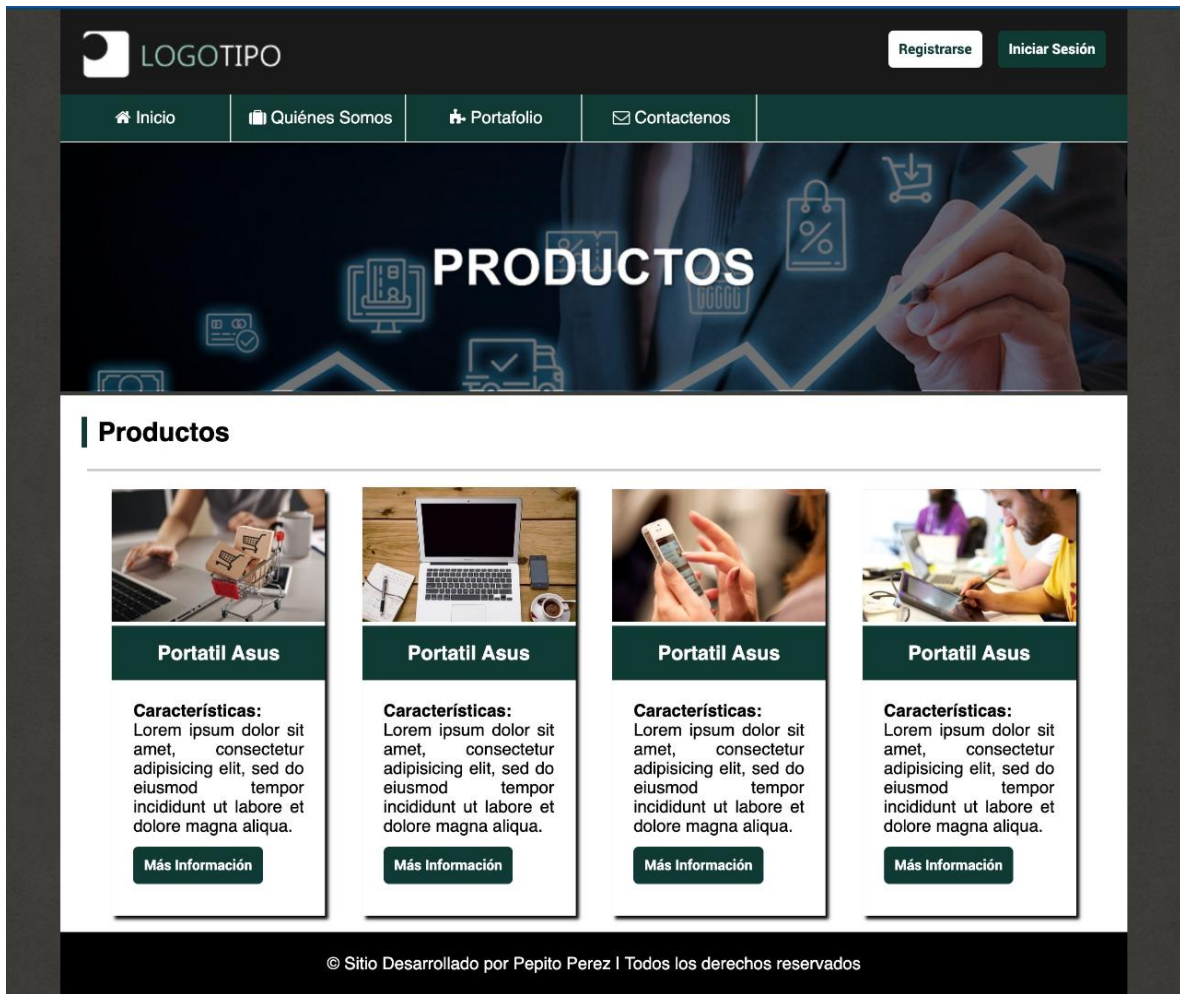 LOGOTIPO
Registrarse
Iniciar Sesión
Inicio
Quiénes Somos
Portafolio
Contactenos
PRODUCTOS
Productos
Portatil Asus
Características:
Lorem ipsum dolor sit
amet, consectetur
adipisicing elit, sed do
eiusmod tempor
incididunt ut labore et
dolore magna aliqua.
Más Información
Portatil Asus
Características:
Lorem ipsum dolor sit
amet, consectetur
adipisicing elit, sed do
eiusmod tempor
incididunt ut labore et
dolore magna aliqua.
Más Información
Portatil Asus
Características:
Lorem ipsum dolor sit
amet, consectetur
adipisicing elit, sed do
eiusmod tempor
incididunt ut labore et
dolore magna aliqua.
Más Información
Portatil Asus
Características:
Lorem ipsum dolor sit
amet, consectetur
adipisicing elit, sed do
eiusmod tempor
incididunt ut labore et
dolore magna aliqua.
Más Información
© Sitio Desarrollado por Pepito Perez | Todos los derechos reservados